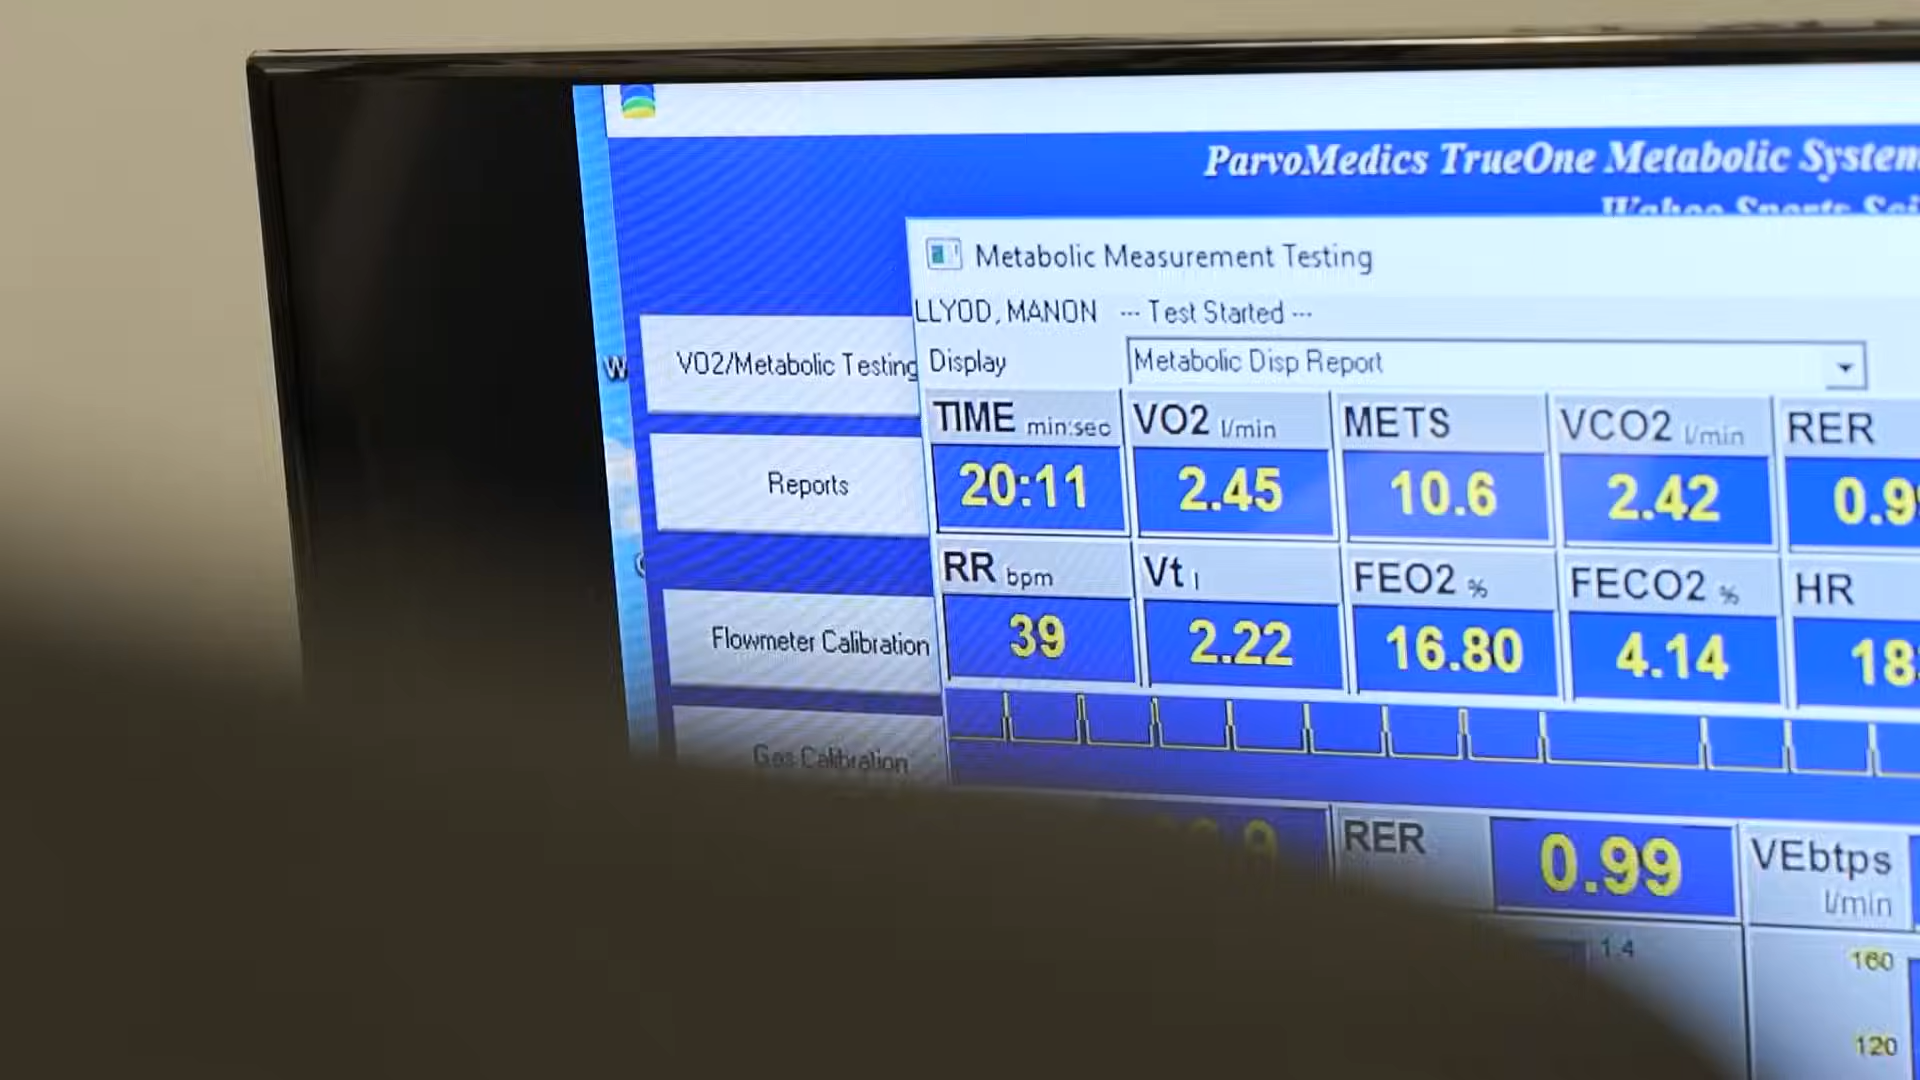 ParvoMedics TrueOne Metabolic System
Metabolic Measurement Testing
LLYOD, MANON --- Test Started ---
VO2/Metabolic Testing
Display
Metabolic Disp Report
TIME min:sec
VO2 l/min
METS
VCO2 l/min
RER
20:11
2.45
10.6
2.42
0.9
Reports
RR bpm
Vt l
FEO2 %
FECO2 %
HR
39
2.22
16.80
4.14
18
Flowmeter Calibration
Gas Calibration
RER
0.99
VEbtps
l/min
1.4
160
120